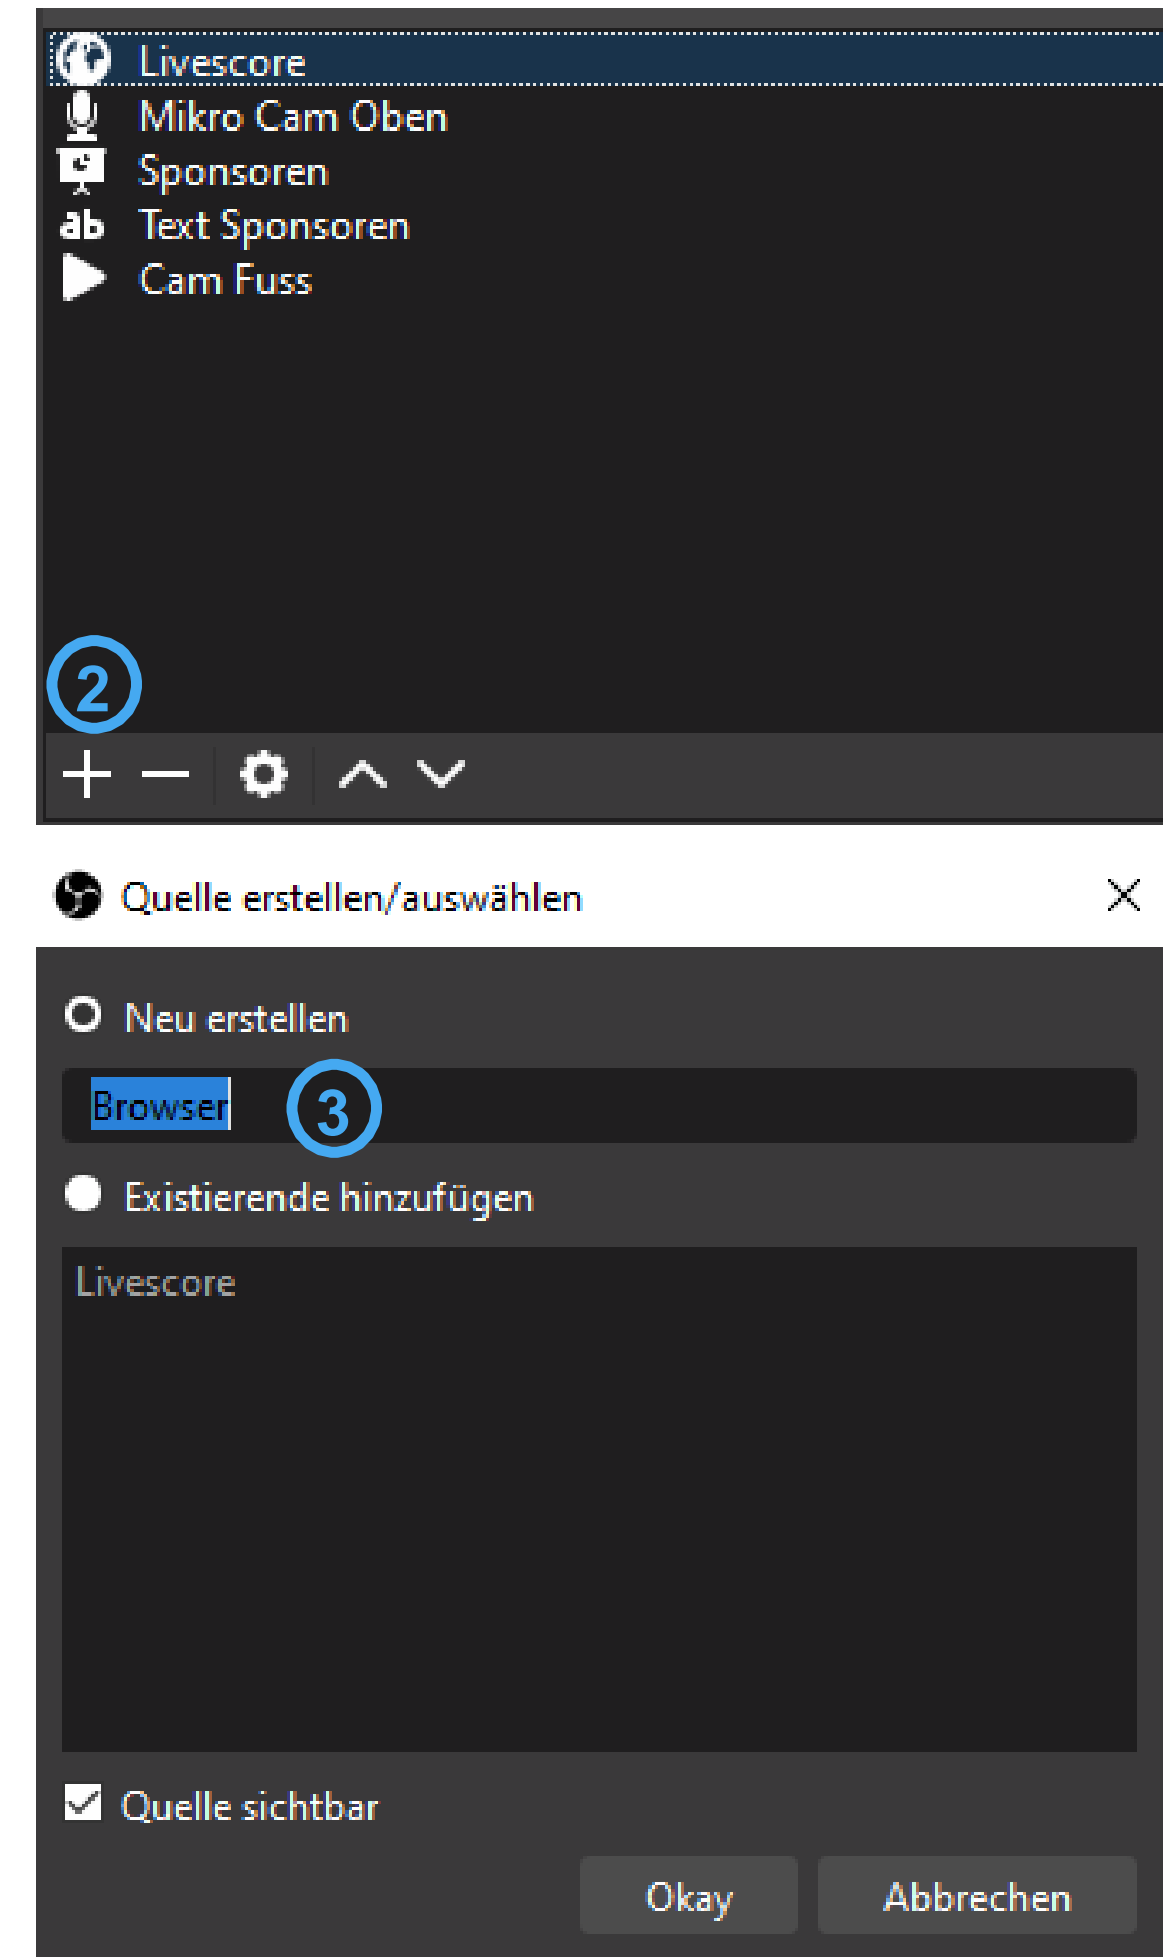 Livescore
Mikro Cam Oben
Sponsoren
ab Text Sponsoren
Cam Fuss
2
Quelle erstellen/auswählen
Neu erstellen
Browser 3
Existierende hinzufügen
Livescore
Quelle sichtbar
Okay Abbrechen